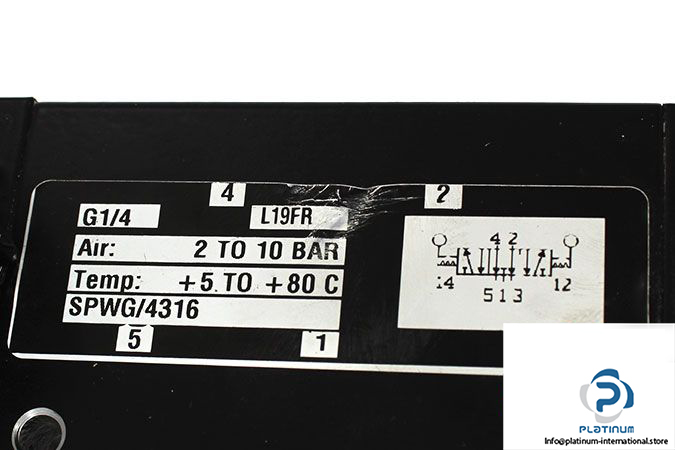 4 2
G1/4 L19FR
Air: 2 TO 10 BAR
Temp: +5 TO +80 C
SPWG/4316
5 1
4 2
14 12
5 1 3
P
PLATINUM
Info@platinum-international.store